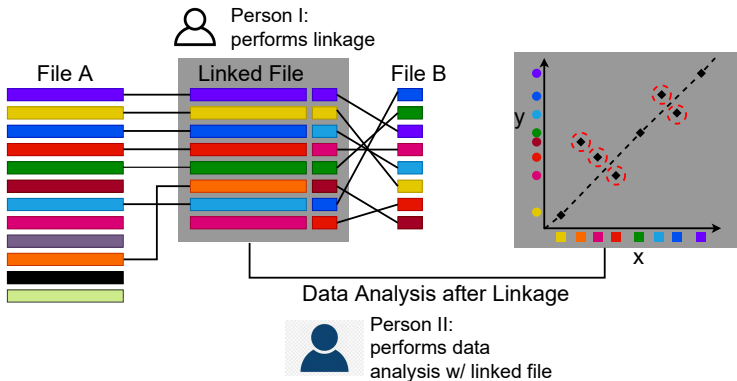 Person I:
performs linkage
File A
Linked File
File B
y
x
Data Analysis after Linkage
Person II:
performs data
analysis w/ linked file